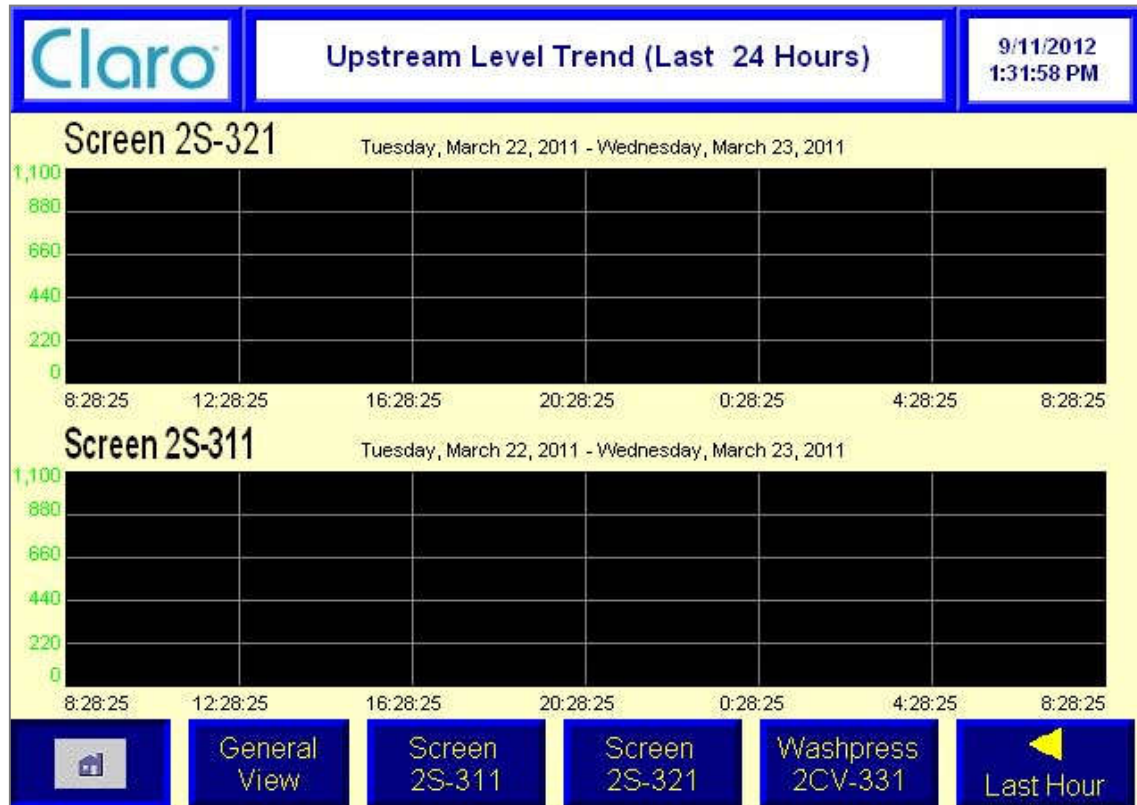 Claro
Upstream Level Trend (Last 24 Hours)
9/11/2012
1:31:58 PM
Screen 2S-321
Tuesday, March 22, 2011 - Wednesday, March 23, 2011
1,100
880
660
440
220
0
8:28:25 12:28:25 16:28:25 20:28:25 0:28:25 4:28:25 8:28:25
Screen 2S-311
Tuesday, March 22, 2011 - Wednesday, March 23, 2011
1,100
880
660
440
220
0
8:28:25 12:28:25 16:28:25 20:28:25 0:28:25 4:28:25 8:28:25
General
View
Screen
2S-311
Screen
2S-321
Washpress
2CV-331
Last Hour